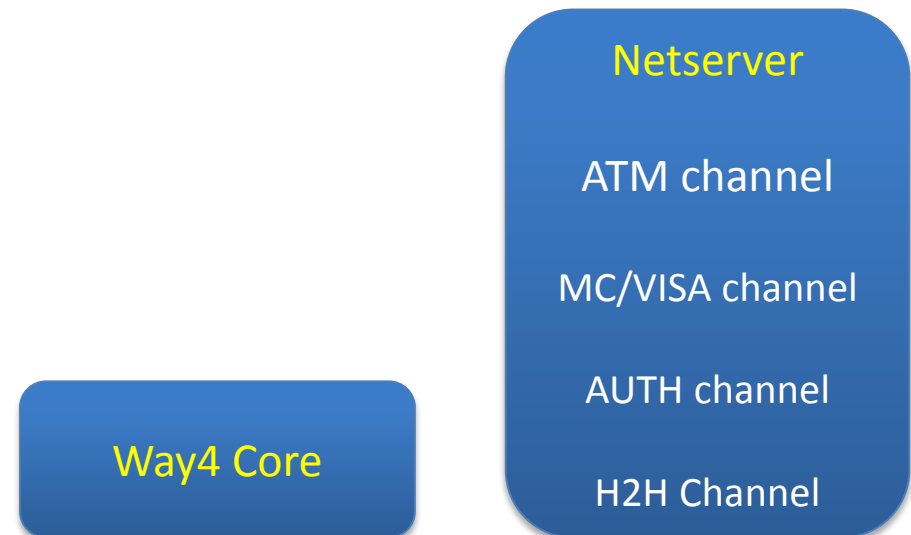 Netserver
ATM channel
MC/VISA channel
AUTH channel
H2H Channel
Way4 Core